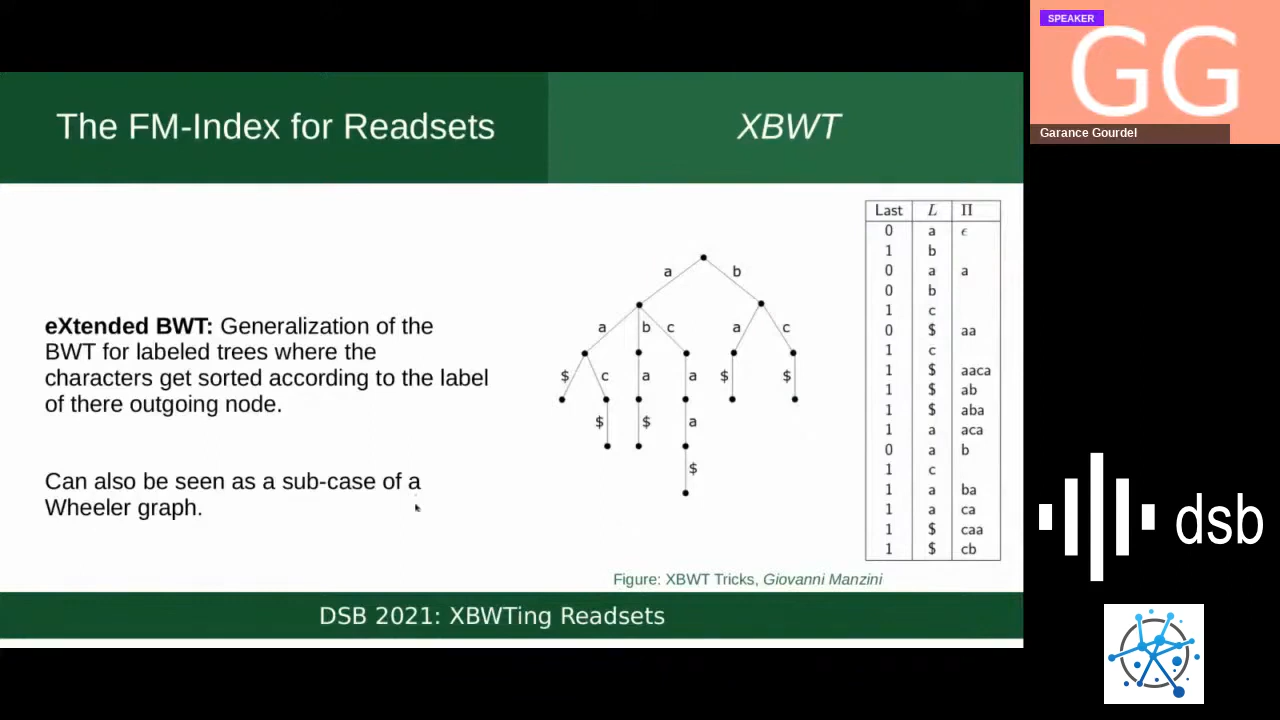 The FM-Index for Readsets
XBWT
eXtended BWT: Generalization of the
BWT for labeled trees where the
characters get sorted according to the label
of there outgoing node.
Can also be seen as a sub-case of a
Wheeler graph.
a b
a b c a c
$ c a a $ $
$ $ a
$
Last L Π
0 a ϵ
1 b
0 a a
0 b
1 c
0 $ aa
1 c
1 $ aaca
1 $ ab
1 $ aba
1 a aca
0 a b
1 c
1 a ba
1 a ca
1 $ caa
1 $ cb
Figure: XBWT Tricks, Giovanni Manzini
DSB 2021: XBWTing Readsets
SPEAKER
GG
Garance Gourdel
dsb